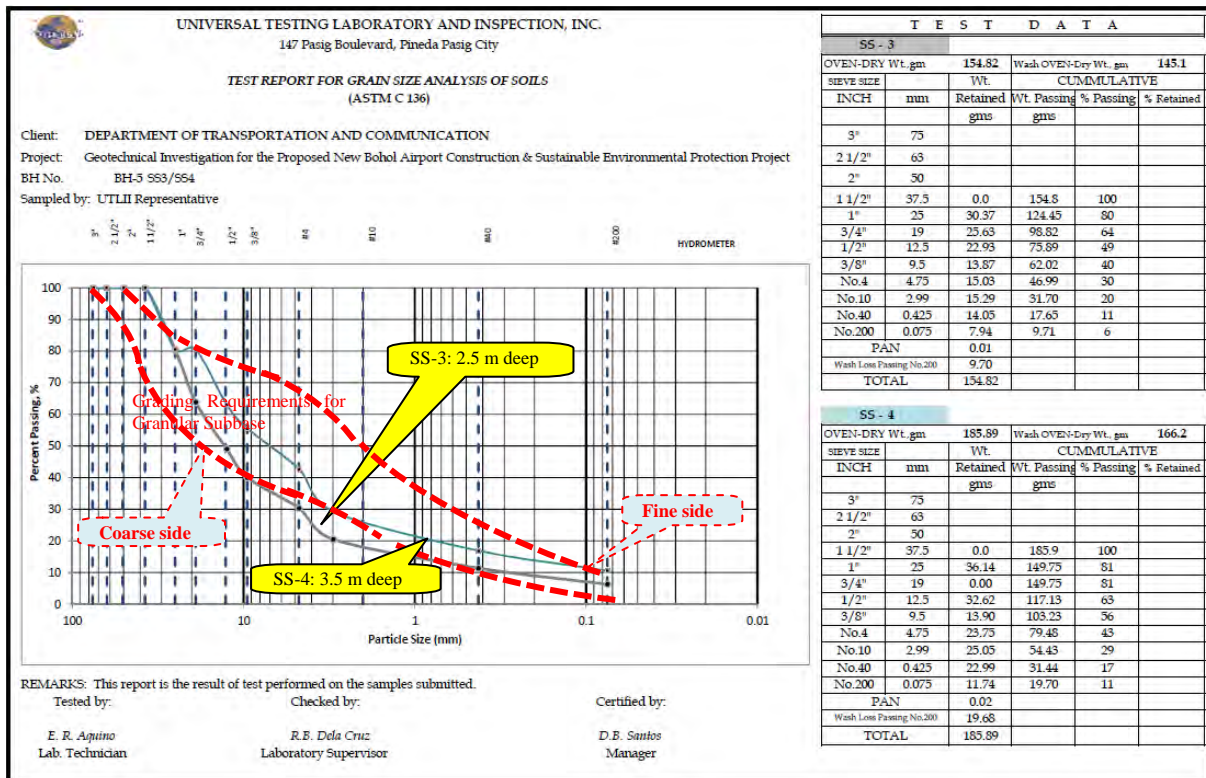 UNIVERSAL TESTING LABORATORY AND INSPECTION, INC.
147 Pasig Boulevard, Pineda Pasig City
TEST REPORT FOR GRAIN SIZE ANALYSIS OF SOILS
(ASTM C 136)
Client: DEPARTMENT OF TRANSPORTATION AND COMMUNICATION
Project: Geotechnical Investigation for the Proposed New Bohol Airport Construction & Sustainable Environmental Protection Project
BH No. BH-5 SS3/SS4
Sampled by: UTLII Representative
3" 2 1/2" 2" 1 1/2" 1" 3/4" 1/2" 3/8" #4 #10 #40 #200 HYDROMETER
Percent Passing, %
100
90
80
70
60
50
40
30
20
10
0
SS-3: 2.5 m deep
Grading Requirements for
Granular Subbase
Coarse side
Fine side
SS-4: 3.5 m deep
100 10 1 0.1 0.01
Particle Size (mm)
REMARKS: This report is the result of test performed on the samples submitted.
Tested by: Checked by: Certified by:
E. R. Aquino R.B. Dela Cruz D.B. Santos
Lab. Technician Laboratory Supervisor Manager
T E S T D A T A
SS - 3
OVEN-DRY Wt.,gm 154.82 Wash OVEN-Dry Wt., gm 145.1
SIEVE SIZE Wt. CUMMULATIVE
INCH mm Retained Wt. Passing % Passing % Retained
gms gms
3" 75
2 1/2" 63
2" 50
1 1/2" 37.5 0.0 154.8 100
1" 25 30.37 124.45 80
3/4" 19 25.63 98.82 64
1/2" 12.5 22.93 75.89 49
3/8" 9.5 13.87 62.02 40
No.4 4.75 15.03 46.99 30
No.10 2.99 15.29 31.70 20
No.40 0.425 14.05 17.65 11
No.200 0.075 7.94 9.71 6
PAN 0.01
Wash Loss Passing No.200 9.70
TOTAL 154.82
SS - 4
OVEN-DRY Wt.,gm 185.89 Wash OVEN-Dry Wt., gm 166.2
SIEVE SIZE Wt. CUMMULATIVE
INCH mm Retained Wt. Passing % Passing % Retained
gms gms
3" 75
2 1/2" 63
2" 50
1 1/2" 37.5 0.0 185.9 100
1" 25 36.14 149.75 81
3/4" 19 0.00 149.75 81
1/2" 12.5 32.62 117.13 63
3/8" 9.5 13.90 103.23 56
No.4 4.75 23.75 79.48 43
No.10 2.99 25.05 54.43 29
No.40 0.425 22.99 31.44 17
No.200 0.075 11.74 19.70 11
PAN 0.02
Wash Loss Passing No.200 19.68
TOTAL 185.89